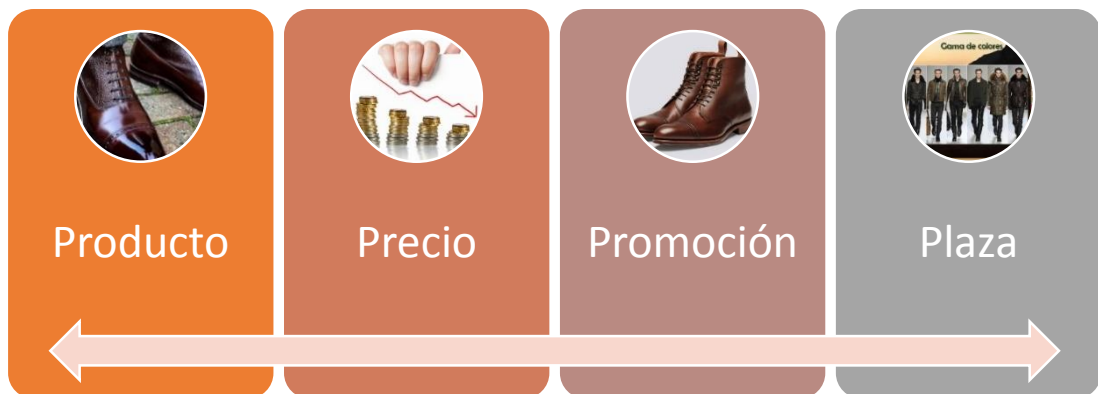 Gama de colores
Producto
Precio
Promoción
Plaza